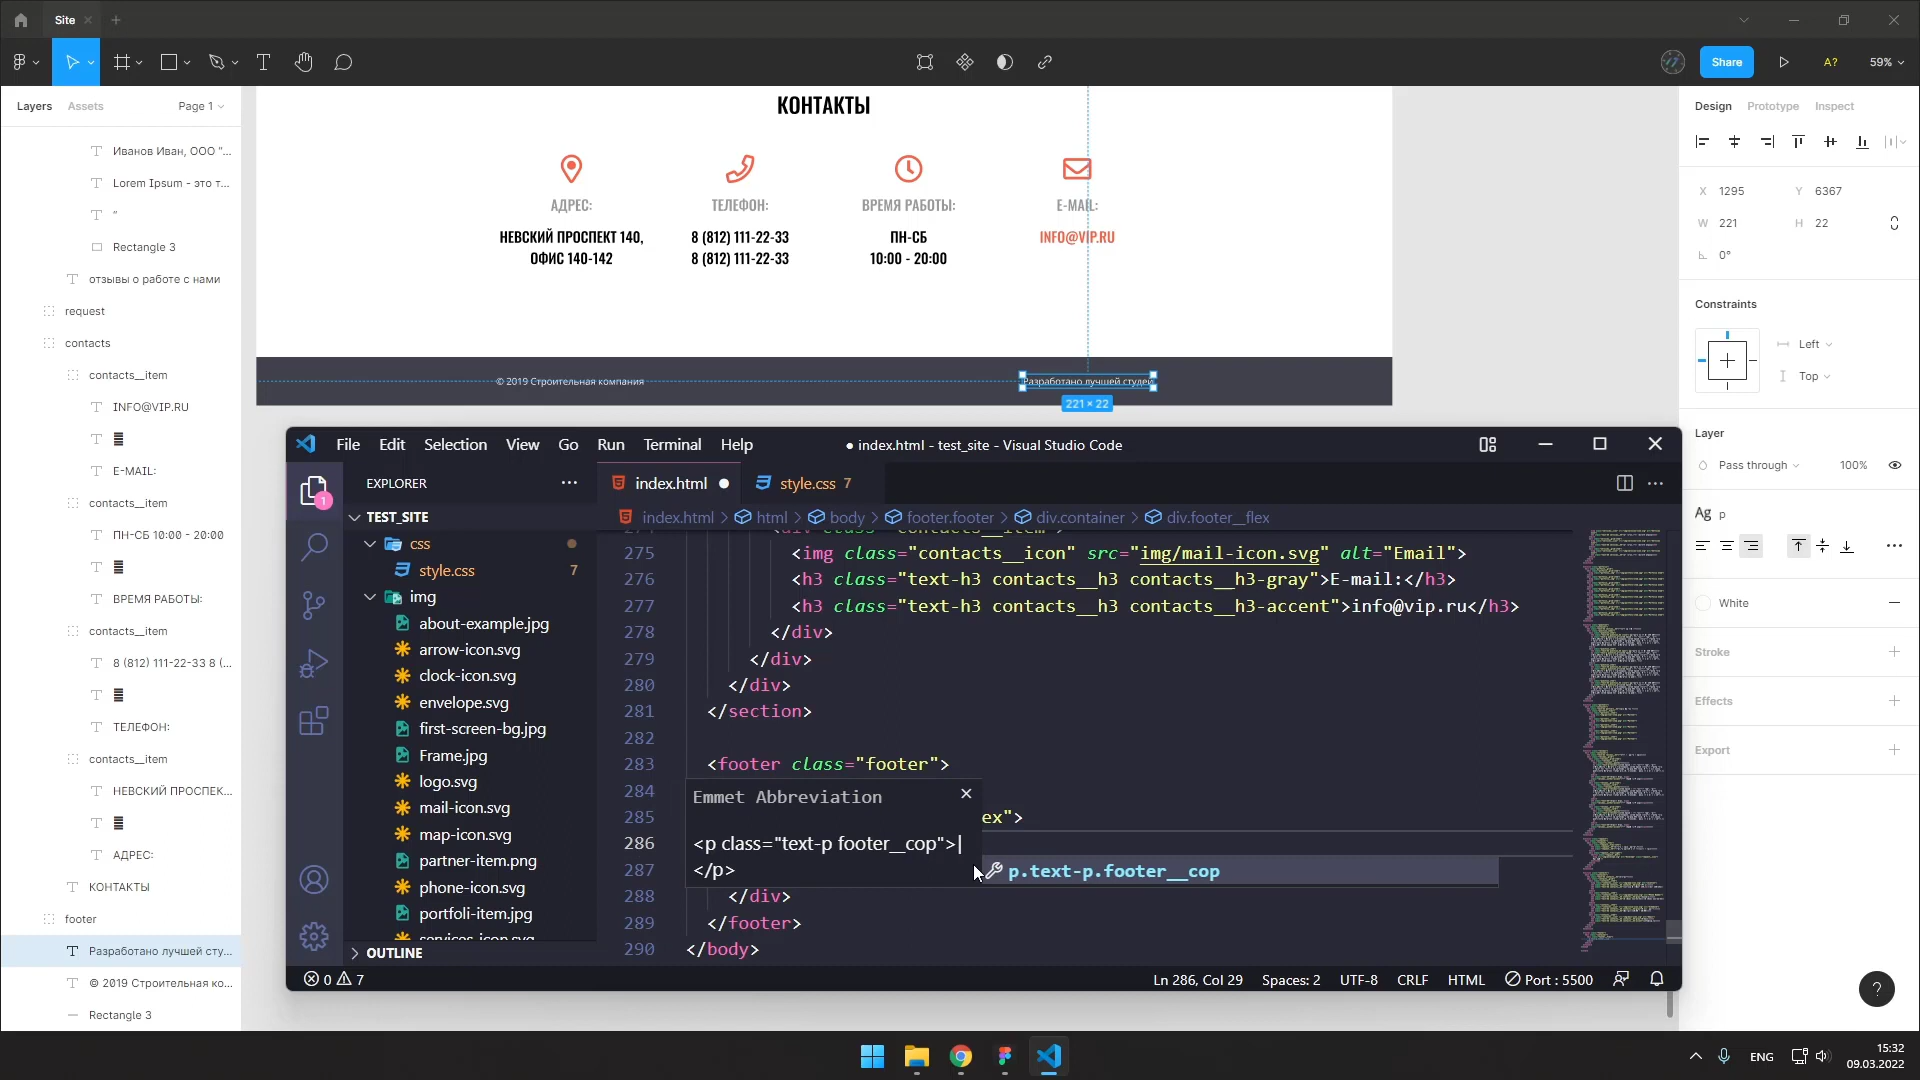 Site
Share
A?
59%
Layers
Assets
Page 1
Иванов Иван, ООО "...
Lorem Ipsum - это т...
"
Rectangle 3
отзывы о работе с нами
request
contacts
contacts__item
INFO@VIP.RU
E-MAIL:
contacts__item
ПН-СБ 10:00 - 20:00
ВРЕМЯ РАБОТЫ:
contacts__item
8 (812) 111-22-33 8 (...
ТЕЛЕФОН:
contacts__item
НЕВСКИЙ ПРОСПЕК...
АДРЕС:
КОНТАКТЫ
footer
Разработано лучшей сту...
© 2019 Строительная ко...
Rectangle 3
КОНТАКТЫ
АДРЕС:
НЕВСКИЙ ПРОСПЕКТ 140,
ОФИС 140-142
ТЕЛЕФОН:
8 (812) 111-22-33
8 (812) 111-22-33
ВРЕМЯ РАБОТЫ:
ПН-СБ
10:00 - 20:00
E-MAIL:
INFO@VIP.RU
© 2019 Строительная компания
Разработано лучшей студеи
221 × 22
Design
Prototype
Inspect
X 1295
Y 6367
W 221
H 22
0°
Constraints
Left
Top
Layer
Pass through
100%
Ag p
White
Stroke
Effects
Export
?
File Edit Selection View Go Run Terminal Help
● index.html - test_site - Visual Studio Code
1
EXPLORER
TEST_SITE
css
style.css 7
img
about-example.jpg
arrow-icon.svg
clock-icon.svg
envelope.svg
first-screen-bg.jpg
Frame.jpg
logo.svg
mail-icon.svg
map-icon.svg
partner-item.png
phone-icon.svg
portfoli-item.jpg
services-icon.svg
OUTLINE
index.html
style.css 7
index.html > html > body > footer.footer > div.container > div.footer__flex
274 <div class="contacts__item">
275 <img class="contacts__icon" src="img/mail-icon.svg" alt="Email">
276 <h3 class="text-h3 contacts__h3 contacts__h3-gray">E-mail:</h3>
277 <h3 class="text-h3 contacts__h3 contacts__h3-accent">info@vip.ru</h3>
278 </div>
279 </div>
280 </div>
281 </section>
282
283 <footer class="footer">
284
285 ex">
286
287
288 </div>
289 </footer>
290 </body>
Emmet Abbreviation
<p class="text-p footer__cop">|
</p>
p.text-p.footer__cop
0 7
Ln 286, Col 29
Spaces: 2
UTF-8
CRLF
HTML
Port : 5500
ENG
15:32
09.03.2022